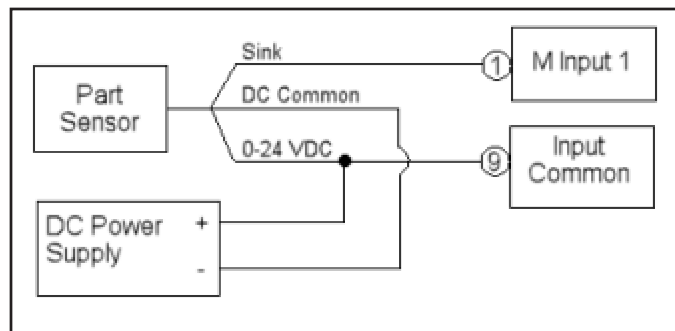 Sink
1
M Input 1
Part
Sensor
DC Common
0-24 VDC
9
Input
Common
DC Power
Supply
+
-